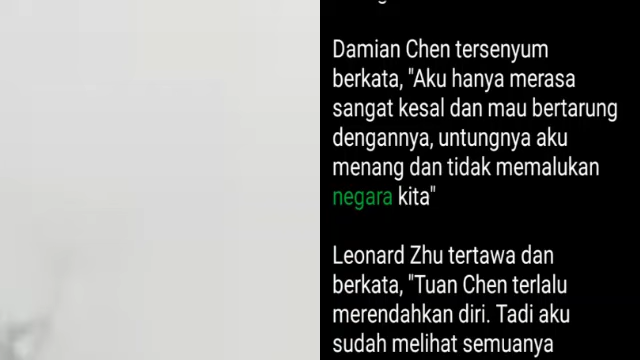 Damian Chen tersenyum
berkata, "Aku hanya merasa
sangat kesal dan mau bertarung
dengannya, untungnya aku
menang dan tidak memalukan
negara kita"
Leonard Zhu tertawa dan
berkata, "Tuan Chen terlalu
merendahkan diri. Tadi aku
sudah melihat semuanya